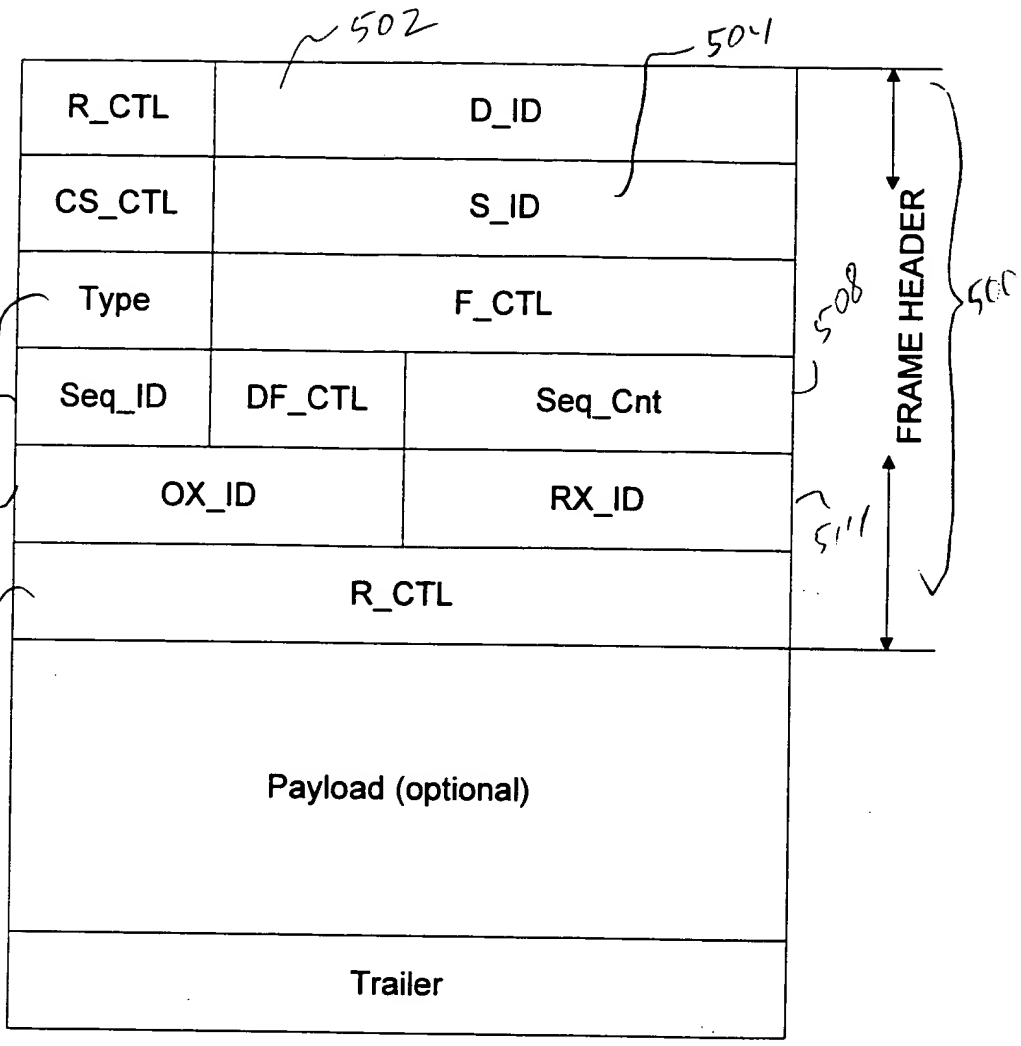 502
504
R_CTL D_ID
CS_CTL S_ID
Type F_CTL
508
FRAME HEADER
500
Seq_ID DF_CTL Seq_Cnt
OX_ID RX_ID
R_CTL
Payload (optional)
Trailer